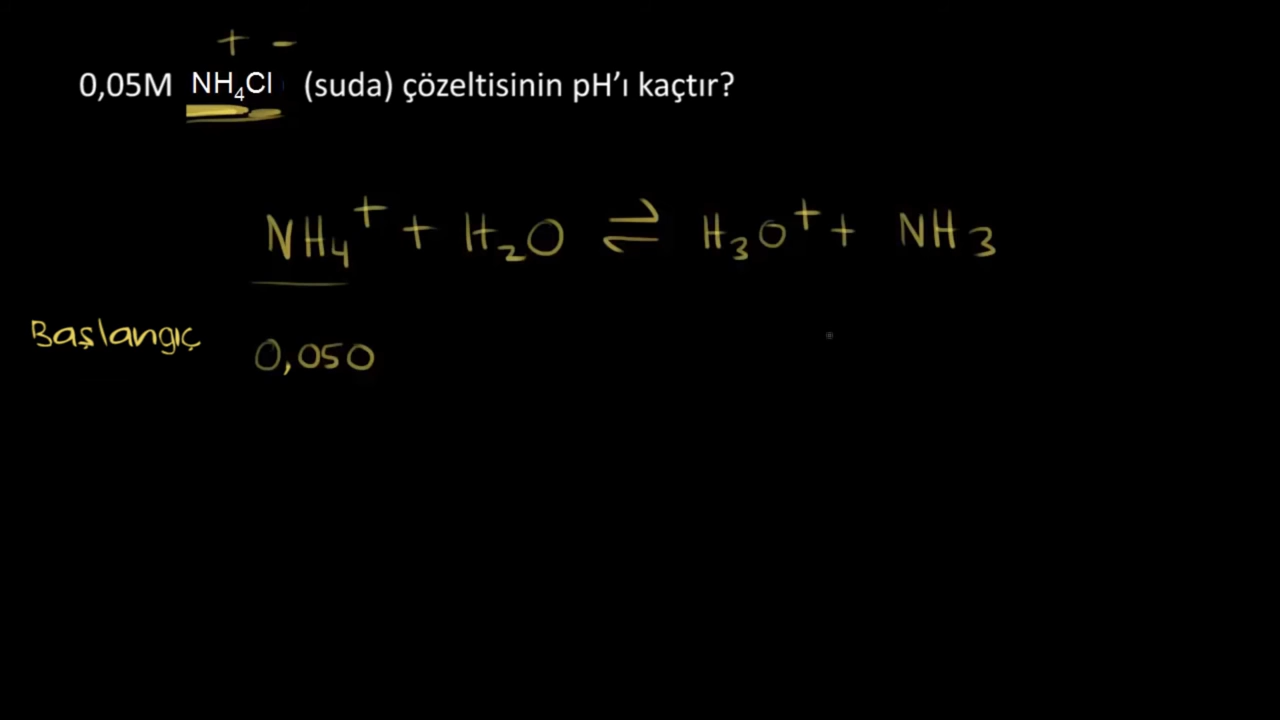 + -
0,05M NH₄Cl (suda) çözeltisinin pH’ı kaçtır?
NH₄⁺ + H₂O ⇌ H₃O⁺ + NH₃
Başlangıç 0,050